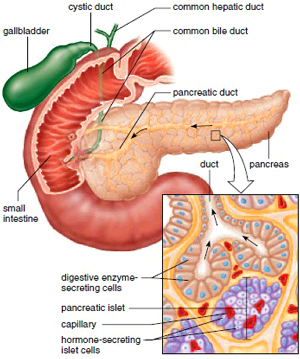 cystic duct
common hepatic duct
gallbladder
common bile duct
pancreatic duct
duct
pancreas
small
intestine
digestive enzyme-
secreting cells
pancreatic islet
capillary
hormone-secreting
islet cells